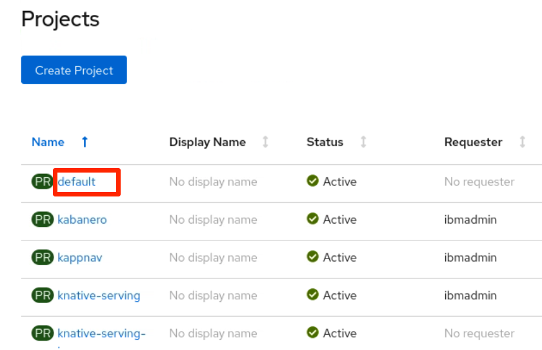 Projects
Create Project
Name Display Name Status Requester
PR default No display name Active No requester
PR kabanero No display name Active ibmadmin
PR kappnav No display name Active ibmadmin
PR knative-serving No display name Active ibmadmin
PR knative-serving- No display name Active No requester